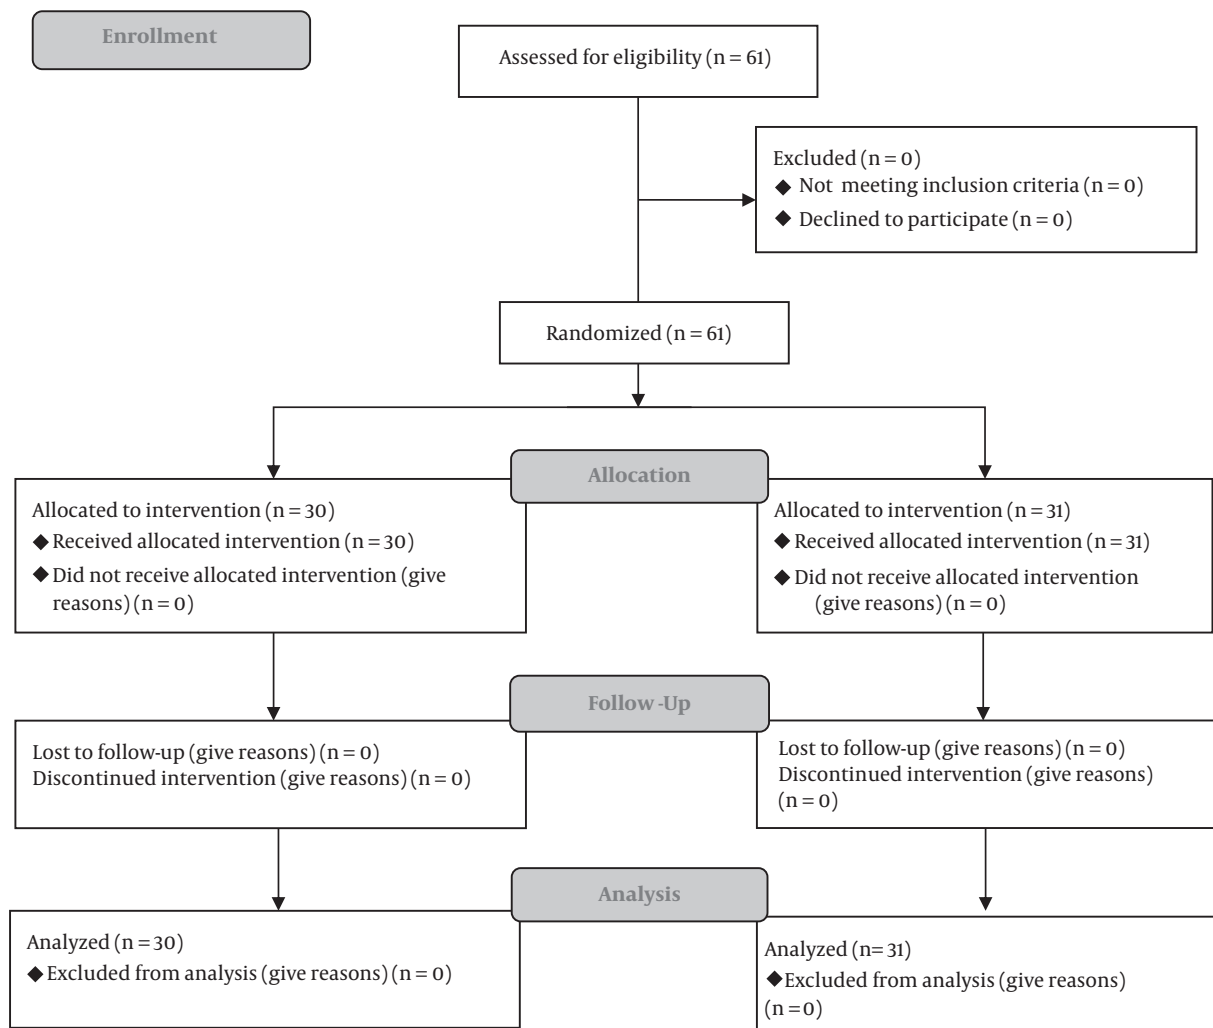 Enrollment
Assessed for eligibility (n = 61)
Excluded (n = 0)
◆ Not meeting inclusion criteria (n = 0)
◆ Declined to participate (n = 0)
Randomized (n = 61)
Allocation
Allocated to intervention (n = 30)
◆ Received allocated intervention (n = 30)
◆ Did not receive allocated intervention (give
reasons) (n = 0)
Allocated to intervention (n = 31)
◆ Received allocated intervention (n = 31)
◆ Did not receive allocated intervention
(give reasons) (n = 0)
Follow -Up
Lost to follow-up (give reasons) (n = 0)
Discontinued intervention (give reasons) (n = 0)
Lost to follow-up (give reasons) (n = 0)
Discontinued intervention (give reasons)
(n = 0)
Analysis
Analyzed (n = 30)
◆ Excluded from analysis (give reasons) (n = 0)
Analyzed (n= 31)
◆ Excluded from analysis (give reasons)
(n = 0)